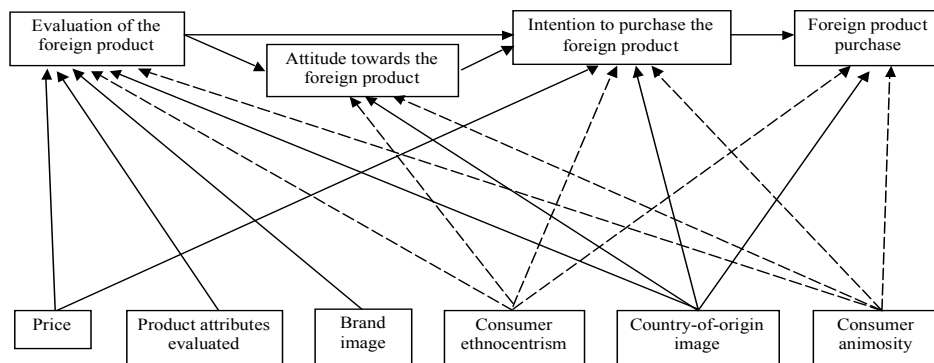 Evaluation of the
foreign product
Attitude towards the
foreign product
Intention to purchase the
foreign product
Foreign product
purchase
Price
Product attributes
evaluated
Brand
image
Consumer
ethnocentrism
Country-of-origin
image
Consumer
animosity